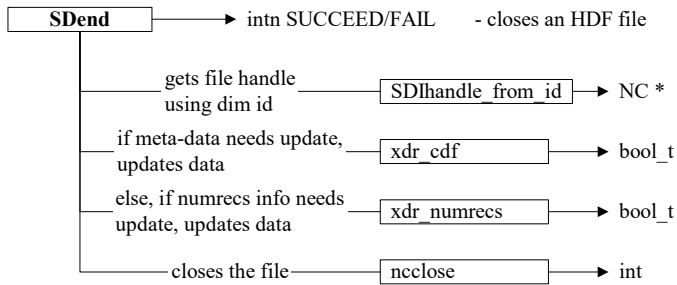 SDend intn SUCCEED/FAIL - closes an HDF file
gets file handle
using dim id
SDIhandle_from_id NC *
if meta-data needs update,
updates data
xdr_cdf bool_t
else, if numrecs info needs
update, updates data
xdr_numrecs bool_t
closes the file ncclose int